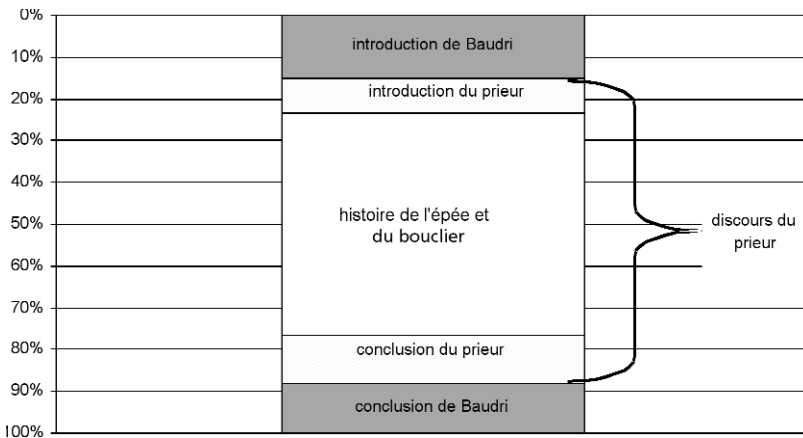 0%
introduction de Baudri
10%
introduction du prieur
20%
30%
40%
histoire de l'épée et
50%
discours du
du bouclier
prieur
60%
70%
conclusion du prieur
80%
90%
conclusion de Baudri
100%